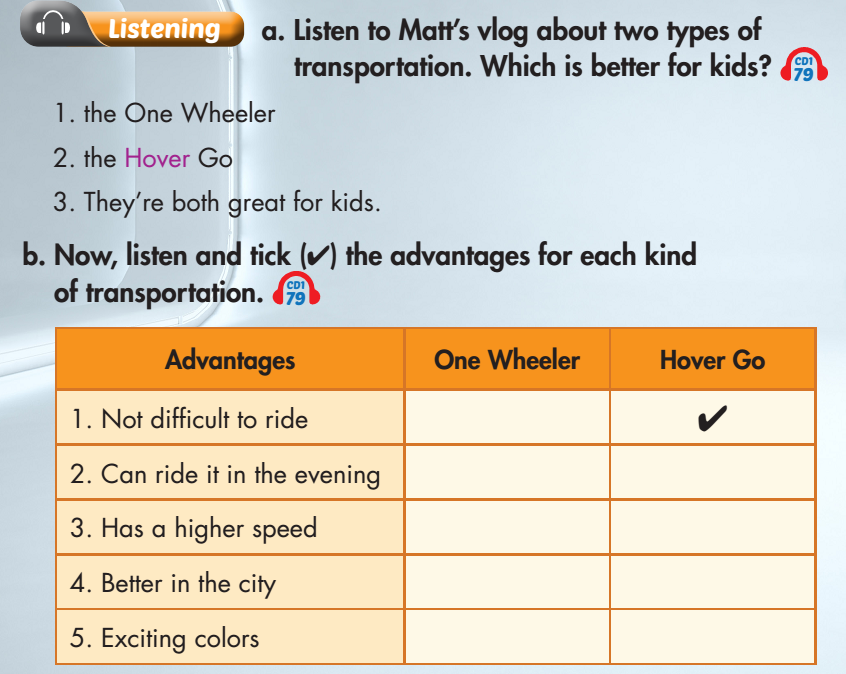 Listening a. Listen to Matt's vlog about two types of
transportation. Which is better for kids? CD1 79
1. the One Wheeler
2. the Hover Go
3. They're both great for kids.
b. Now, listen and tick (✔) the advantages for each kind
of transportation. CD1 79
Advantages One Wheeler Hover Go
1. Not difficult to ride ✔
2. Can ride it in the evening
3. Has a higher speed
4. Better in the city
5. Exciting colors